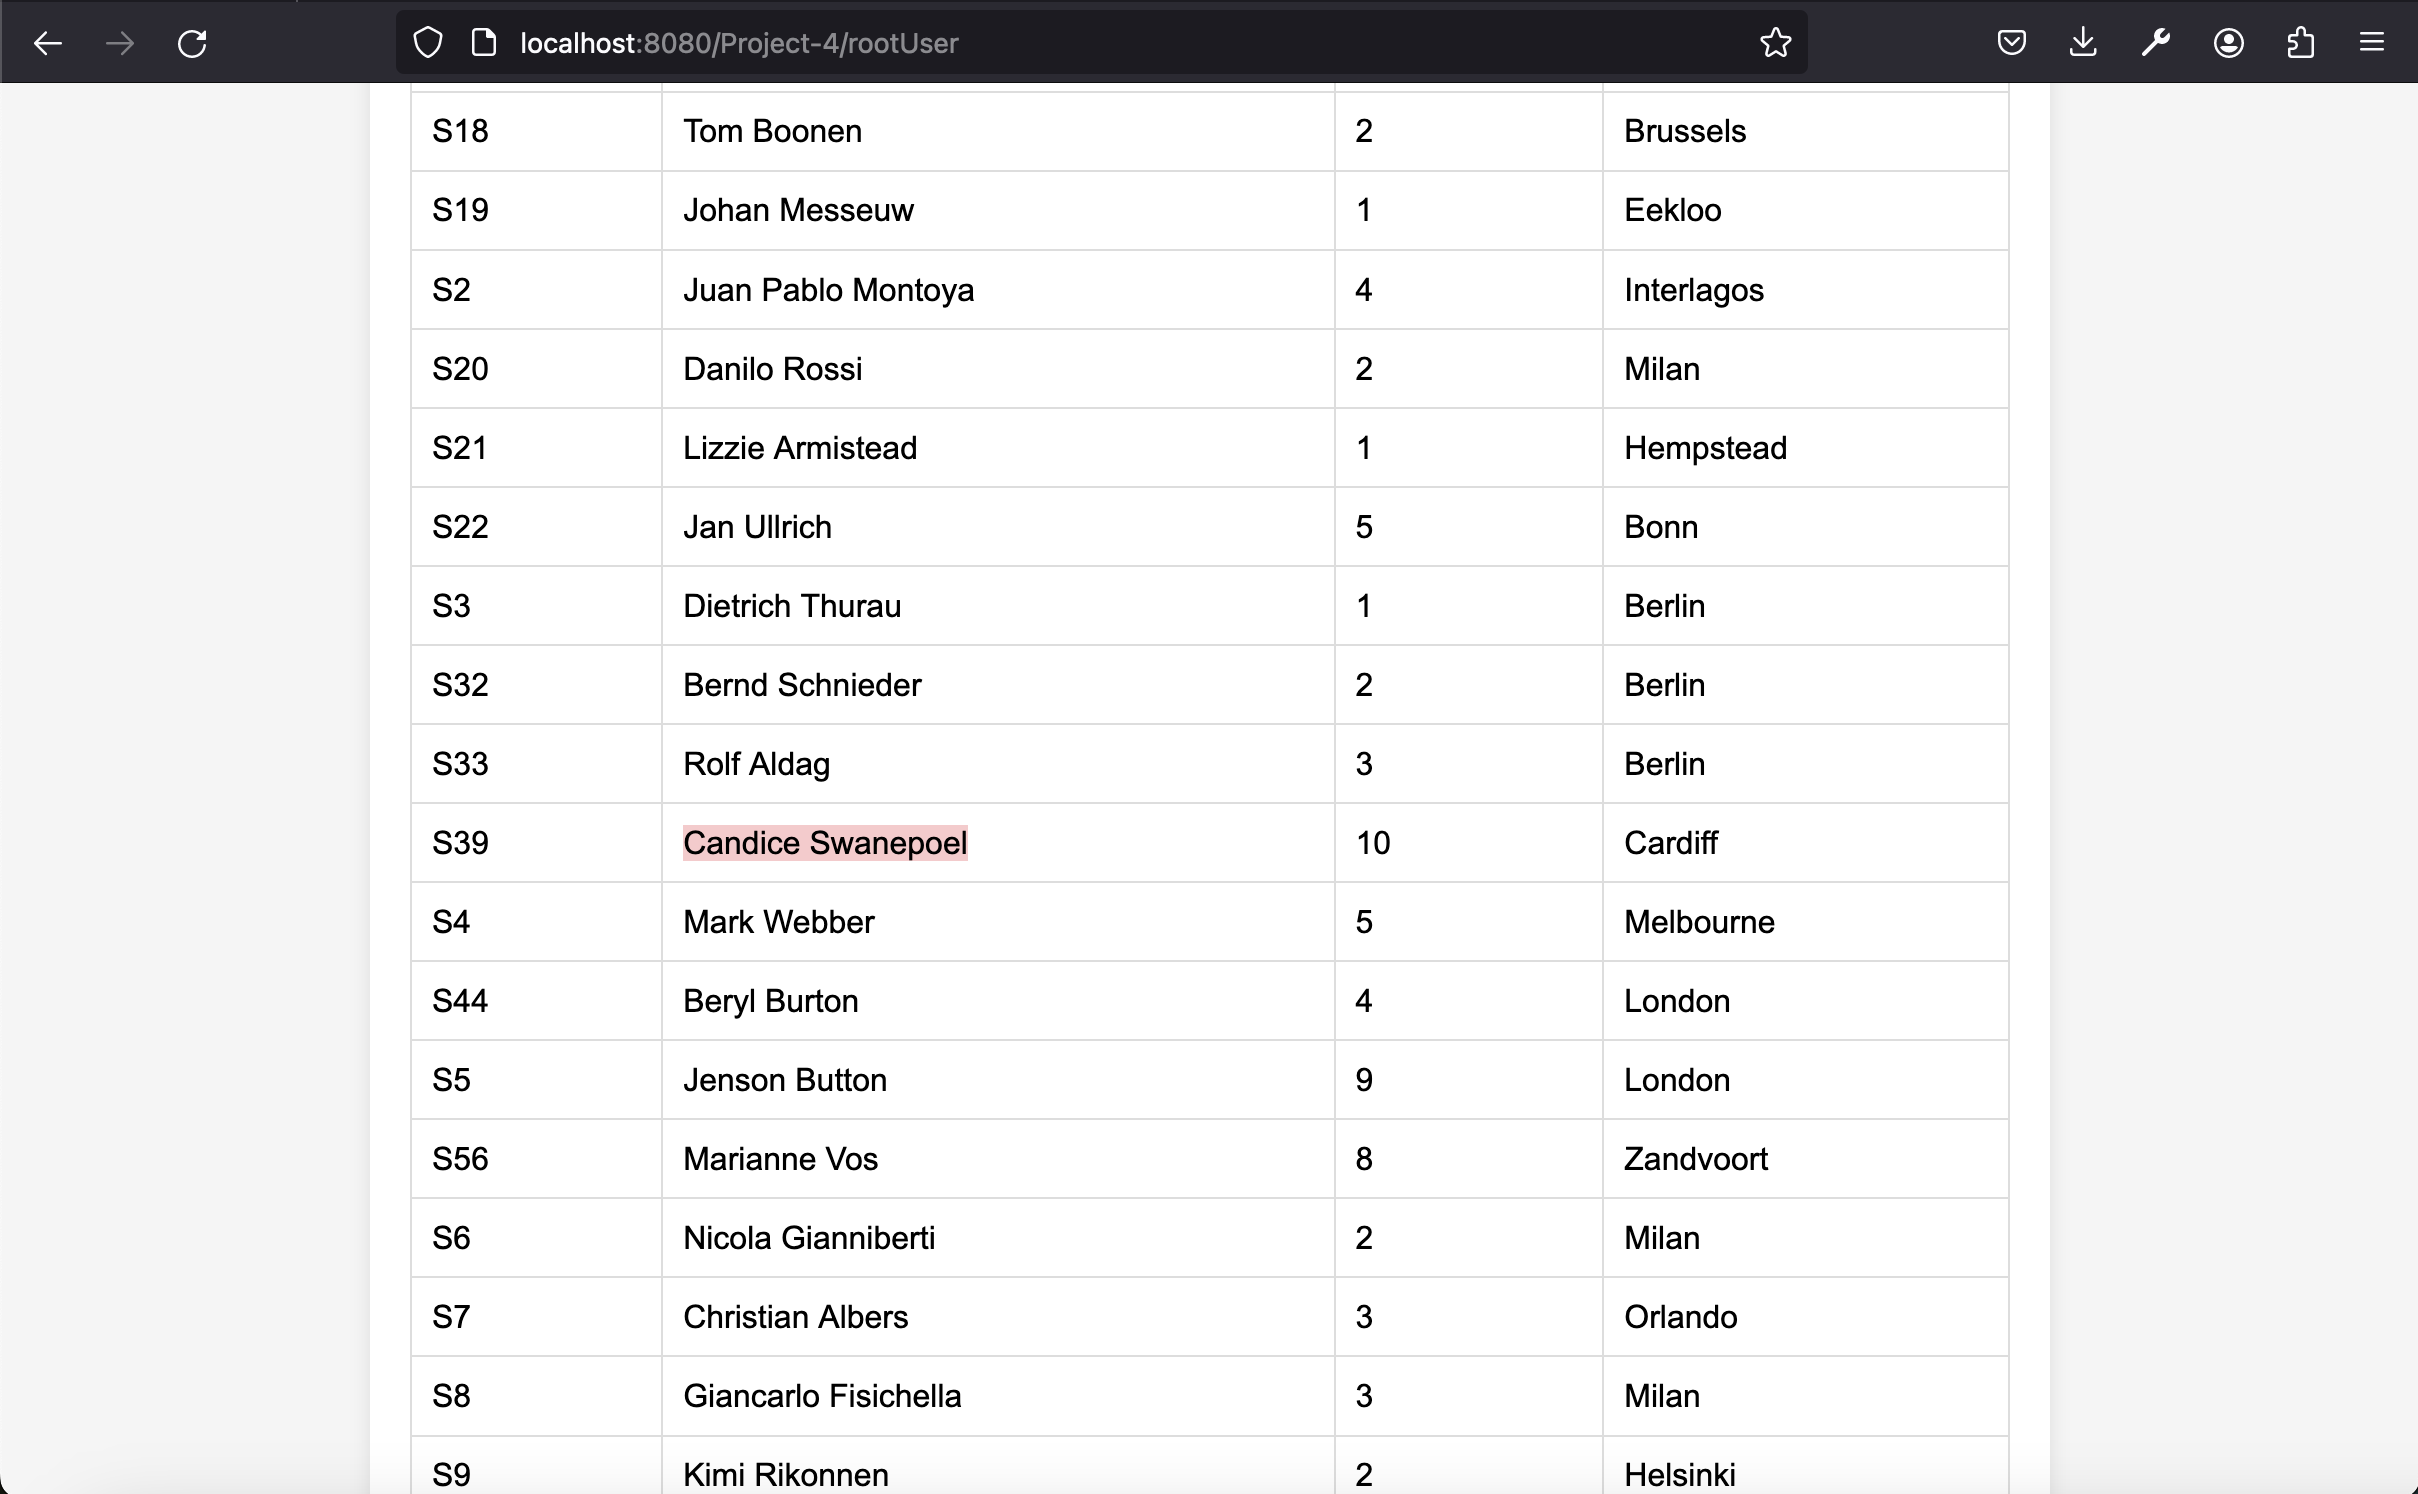 localhost:8080/Project-4/rootUser
S18 Tom Boonen 2 Brussels
S19 Johan Messeuw 1 Eekloo
S2 Juan Pablo Montoya 4 Interlagos
S20 Danilo Rossi 2 Milan
S21 Lizzie Armistead 1 Hempstead
S22 Jan Ullrich 5 Bonn
S3 Dietrich Thurau 1 Berlin
S32 Bernd Schnieder 2 Berlin
S33 Rolf Aldag 3 Berlin
S39 Candice Swanepoel 10 Cardiff
S4 Mark Webber 5 Melbourne
S44 Beryl Burton 4 London
S5 Jenson Button 9 London
S56 Marianne Vos 8 Zandvoort
S6 Nicola Gianniberti 2 Milan
S7 Christian Albers 3 Orlando
S8 Giancarlo Fisichella 3 Milan
S9 Kimi Rikonnen 2 Helsinki